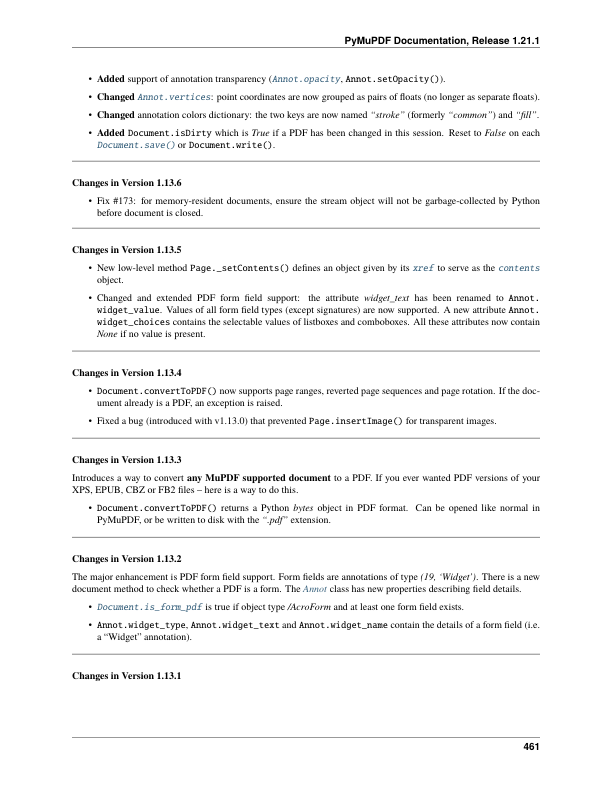 PyMuPDF Documentation, Release 1.21.1
• Added support of annotation transparency (Annot.opacity, Annot.setOpacity()).
• Changed Annot.vertices: point coordinates are now grouped as pairs of floats (no longer as separate floats).
• Changed annotation colors dictionary: the two keys are now named “stroke” (formerly “common”) and “fill”.
• Added Document.isDirty which is True if a PDF has been changed in this session. Reset to False on each
Document.save() or Document.write().
Changes in Version 1.13.6
• Fix #173: for memory-resident documents, ensure the stream object will not be garbage-collected by Python
before document is closed.
Changes in Version 1.13.5
• New low-level method Page._setContents() defines an object given by its xref to serve as the contents
object.
• Changed and extended PDF form field support: the attribute widget_text has been renamed to Annot.
widget_value. Values of all form field types (except signatures) are now supported. A new attribute Annot.
widget_choices contains the selectable values of listboxes and comboboxes. All these attributes now contain
None if no value is present.
Changes in Version 1.13.4
• Document.convertToPDF() now supports page ranges, reverted page sequences and page rotation. If the doc-
ument already is a PDF, an exception is raised.
• Fixed a bug (introduced with v1.13.0) that prevented Page.insertImage() for transparent images.
Changes in Version 1.13.3
Introduces a way to convert any MuPDF supported document to a PDF. If you ever wanted PDF versions of your
XPS, EPUB, CBZ or FB2 files – here is a way to do this.
• Document.convertToPDF() returns a Python bytes object in PDF format. Can be opened like normal in
PyMuPDF, or be written to disk with the “.pdf” extension.
Changes in Version 1.13.2
The major enhancement is PDF form field support. Form fields are annotations of type (19, ‘Widget’). There is a new
document method to check whether a PDF is a form. The Annot class has new properties describing field details.
• Document.is_form_pdf is true if object type /AcroForm and at least one form field exists.
• Annot.widget_type, Annot.widget_text and Annot.widget_name contain the details of a form field (i.e.
a “Widget” annotation).
Changes in Version 1.13.1
461